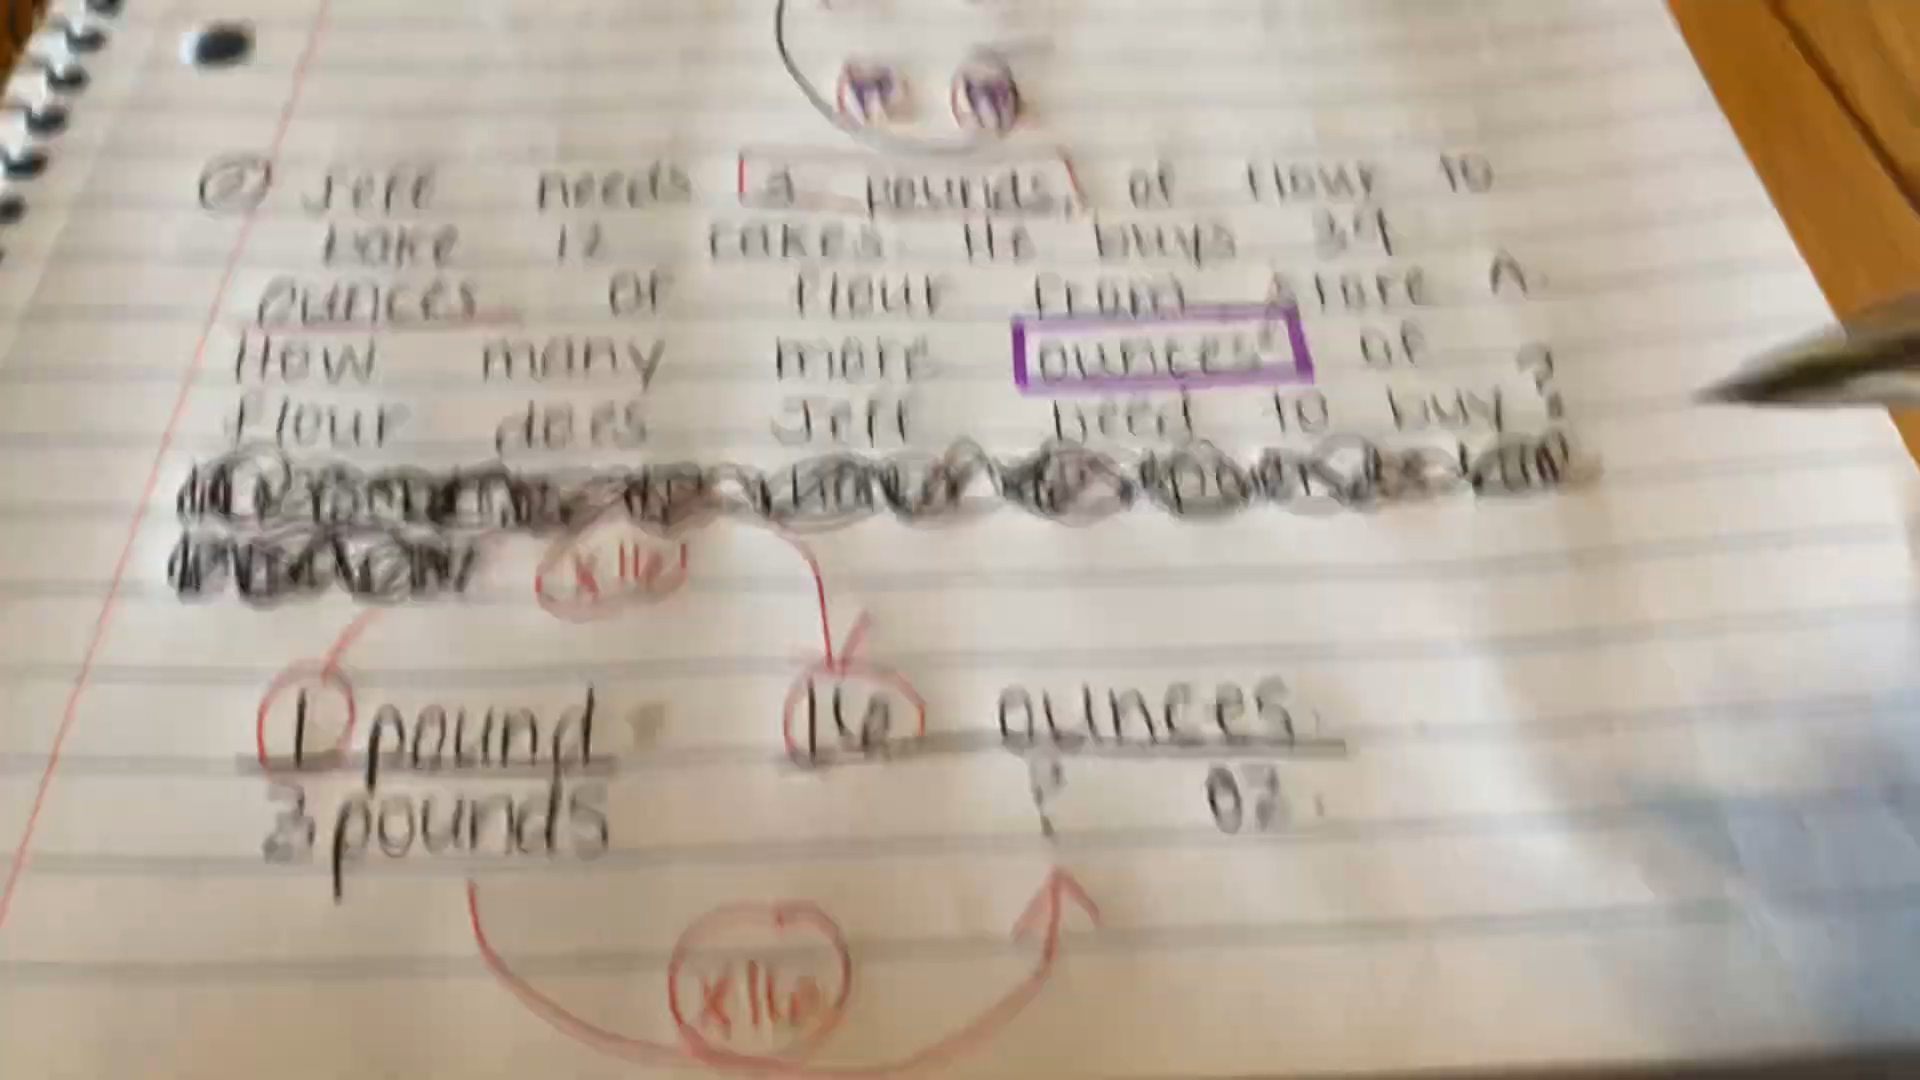 ② Jeff needs 3 pounds of flour to
bake 12 cakes. He buys 34
ounces of flour from Store A.
How many more ounces of
flour does Jeff need to buy?
x16
1 pound 16 ounces
3 pounds ? oz.
x16